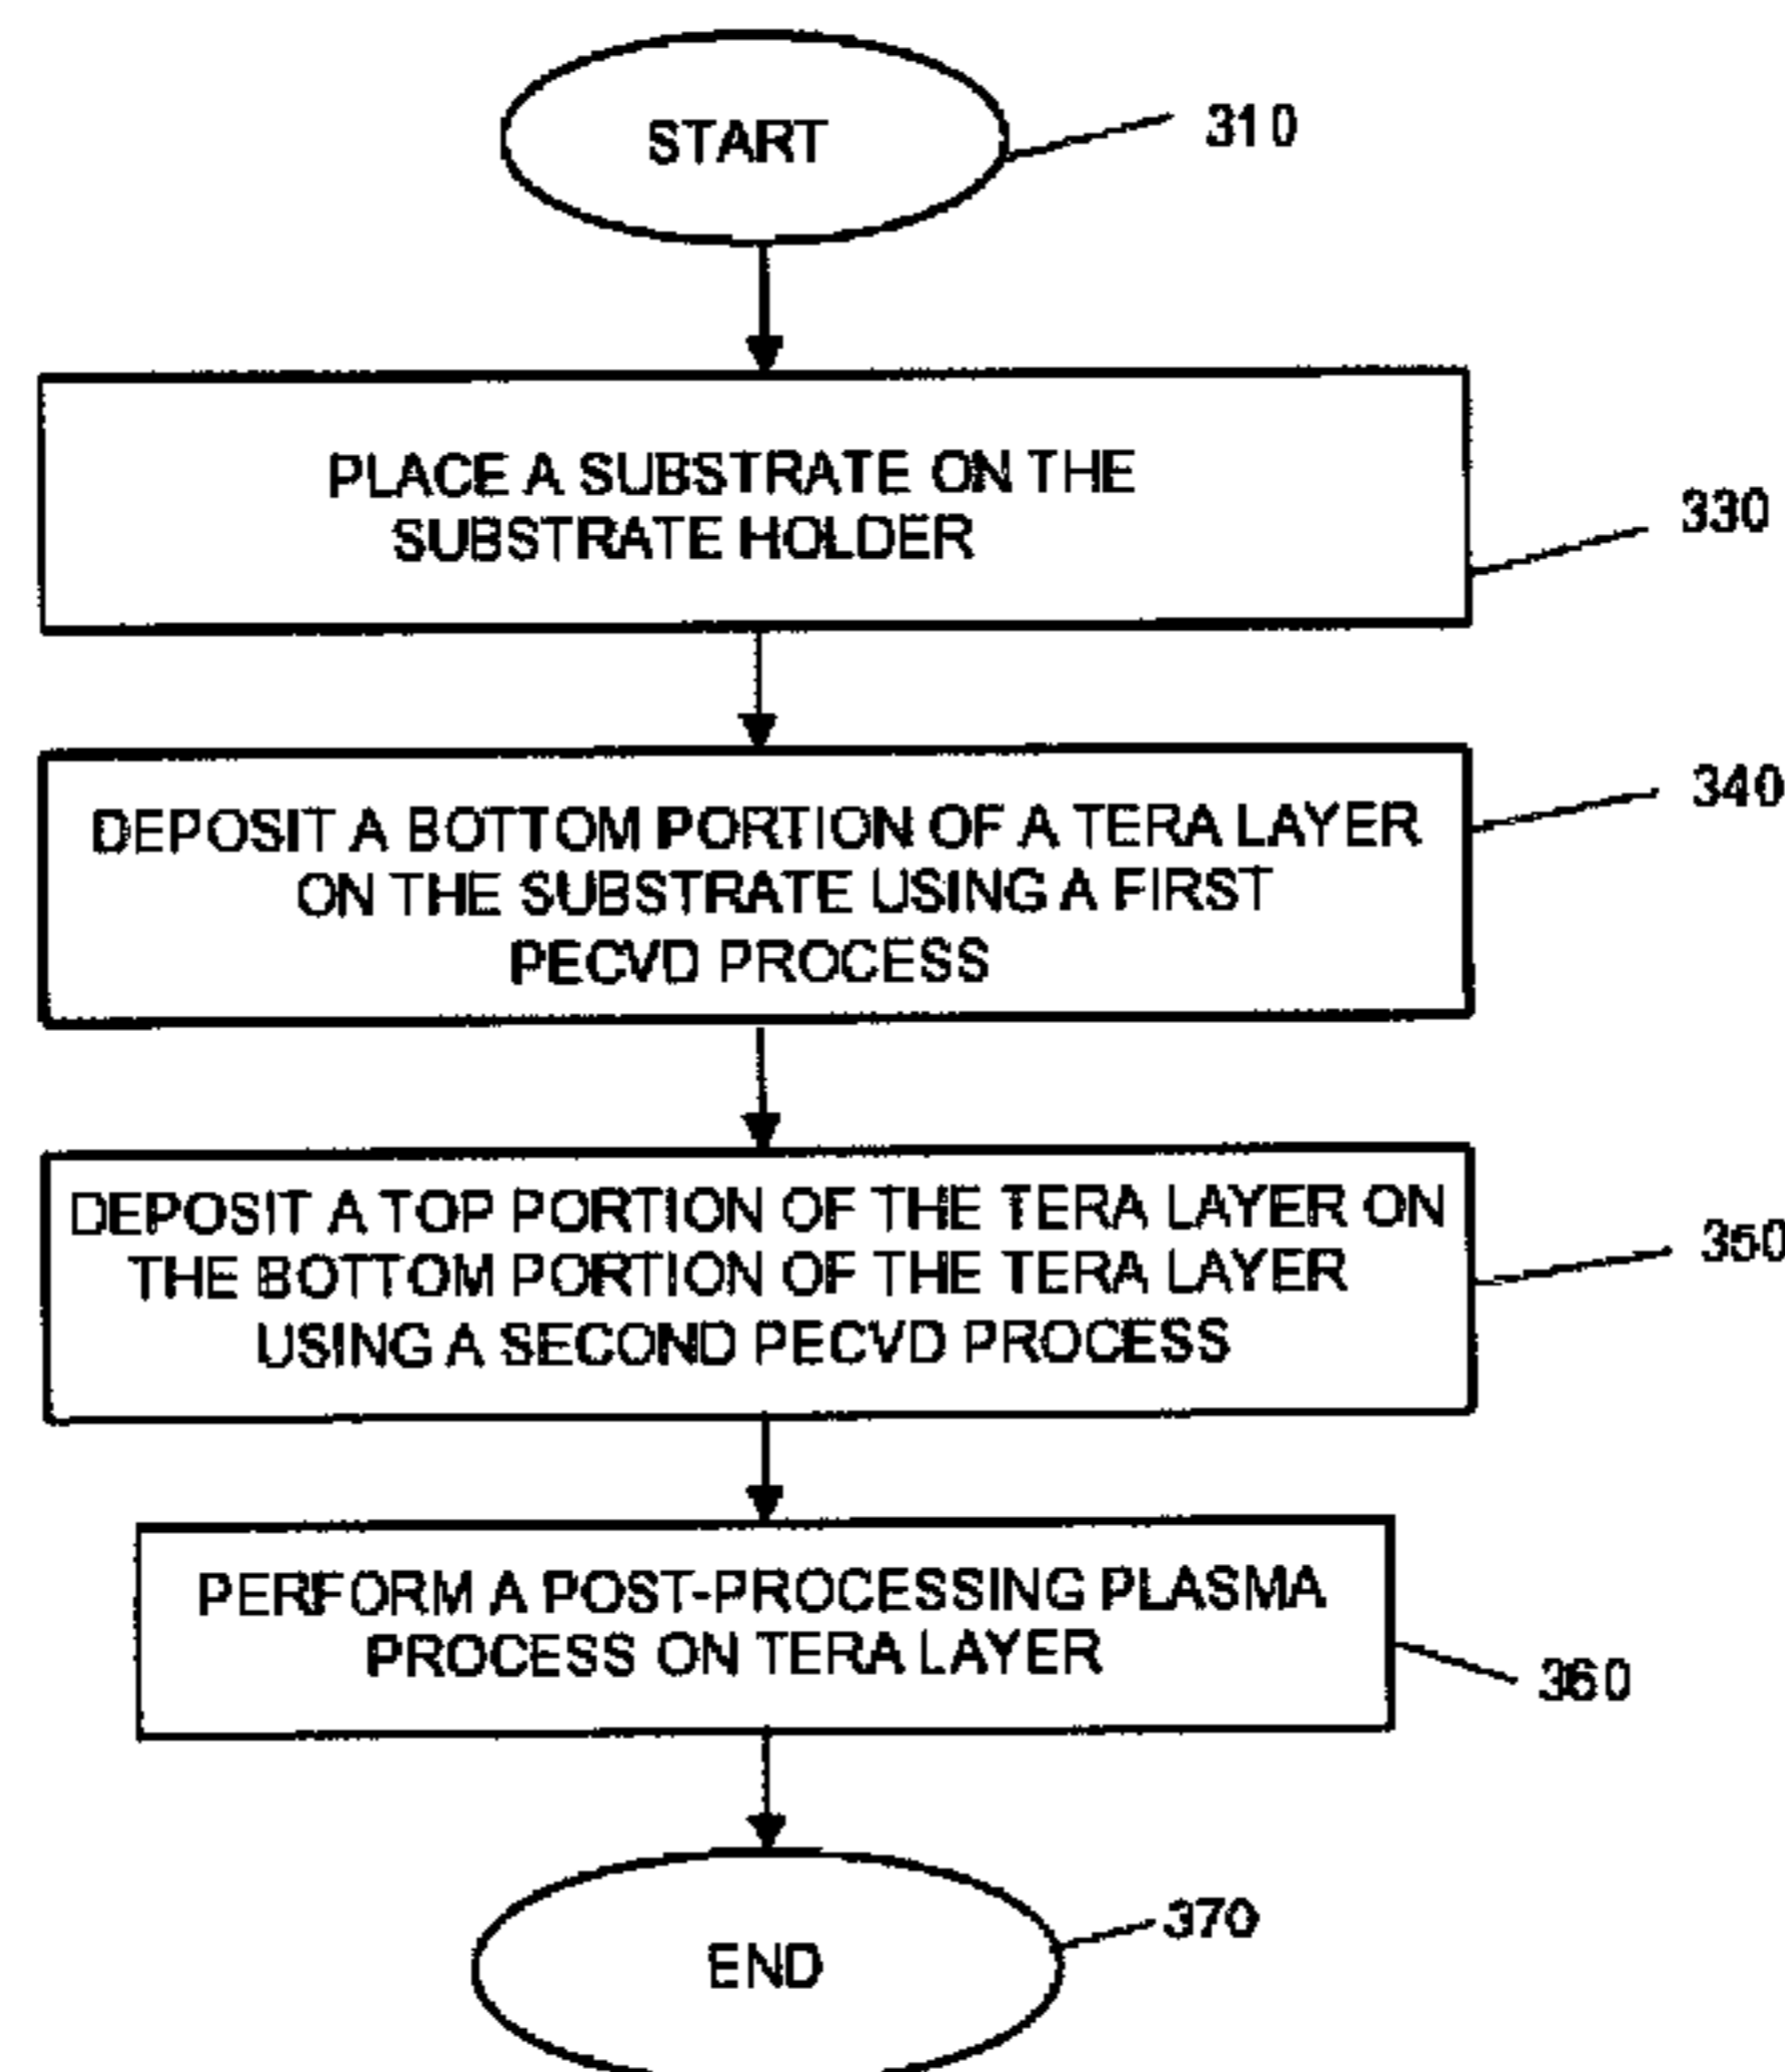 START
310
PLACE A SUBSTRATE ON THE
SUBSTRATE HOLDER
330
DEPOSIT A BOTTOM PORTION OF A TERA LAYER
ON THE SUBSTRATE USING A FIRST
PECVD PROCESS
340
DEPOSIT A TOP PORTION OF THE TERA LAYER ON
THE BOTTOM PORTION OF THE TERA LAYER
USING A SECOND PECVD PROCESS
350
PERFORM A POST-PROCESSING PLASMA
PROCESS ON TERA LAYER
360
END
370